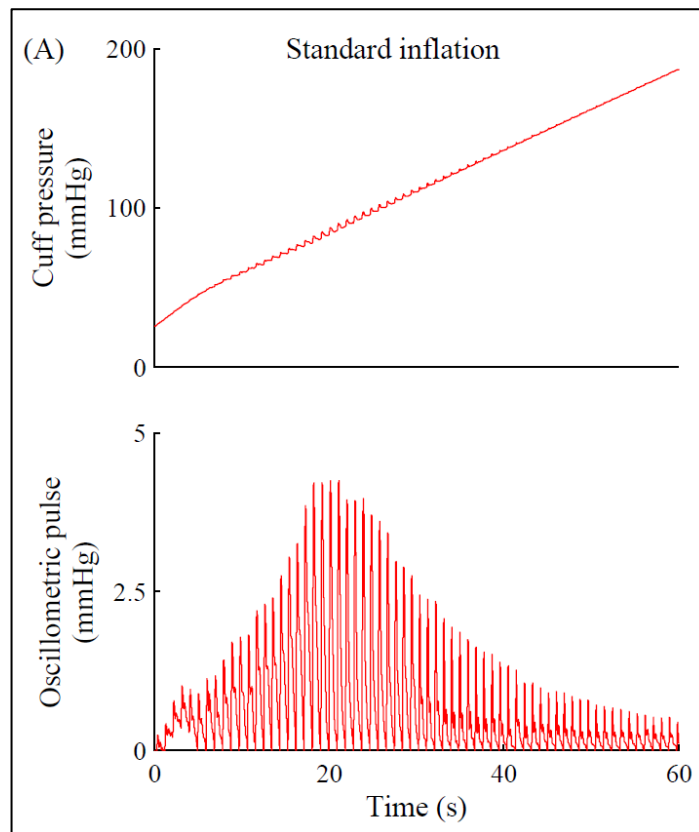 (A)
Standard inflation
200
100
0
Cuff pressure
(mmHg)
5
2.5
0
Oscillometric pulse
(mmHg)
0
20
40
60
Time (s)